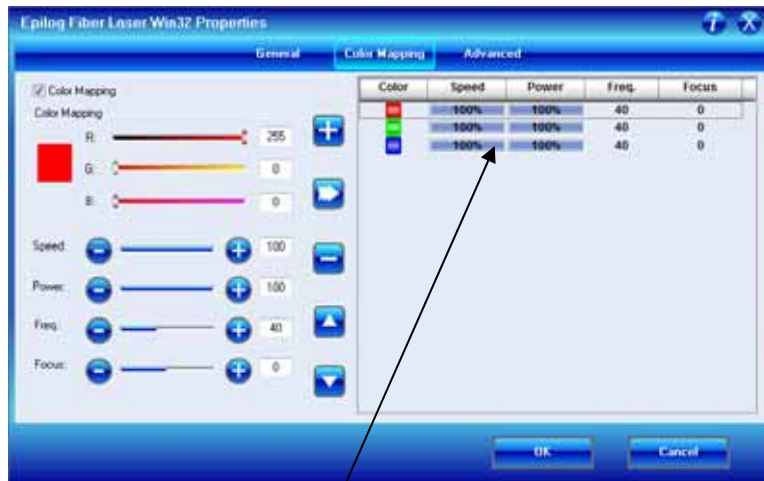 Epilog Fiber Laser Win32 Properties
General Color Mapping Advanced
Color Mapping
Color Mapping
R: 255
G: 0
B: 0
Speed: 100
Power: 100
Freq.: 40
Focus: 0
Color Speed Power Freq. Focus
100% 100% 40 0
100% 100% 40 0
100% 100% 40 0
OK Cancel